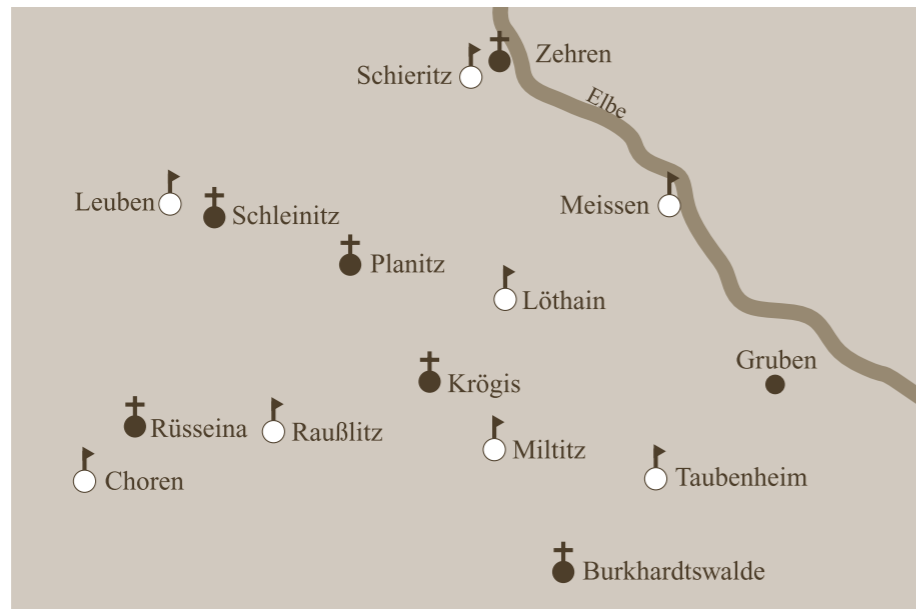 Zehren
Schieritz
Elbe
Leuben
Schleinitz
Meissen
Planitz
Löthain
Gruben
Krögis
Rüsseina
Raußlitz
Miltitz
Choren
Taubenheim
Burkhardtswalde